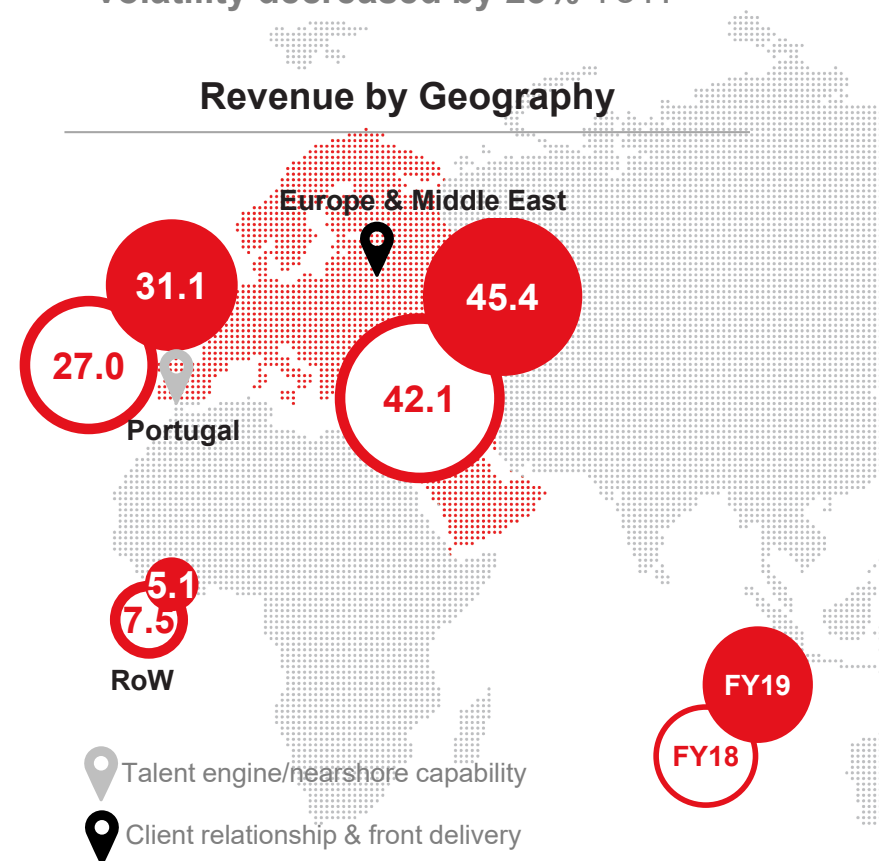 Revenue by Geography
Europe & Middle East
31.1
45.4
27.0
42.1
Portugal
5.1
7.5
RoW
FY19
FY18
Talent engine/nearshore capability
Client relationship & front delivery